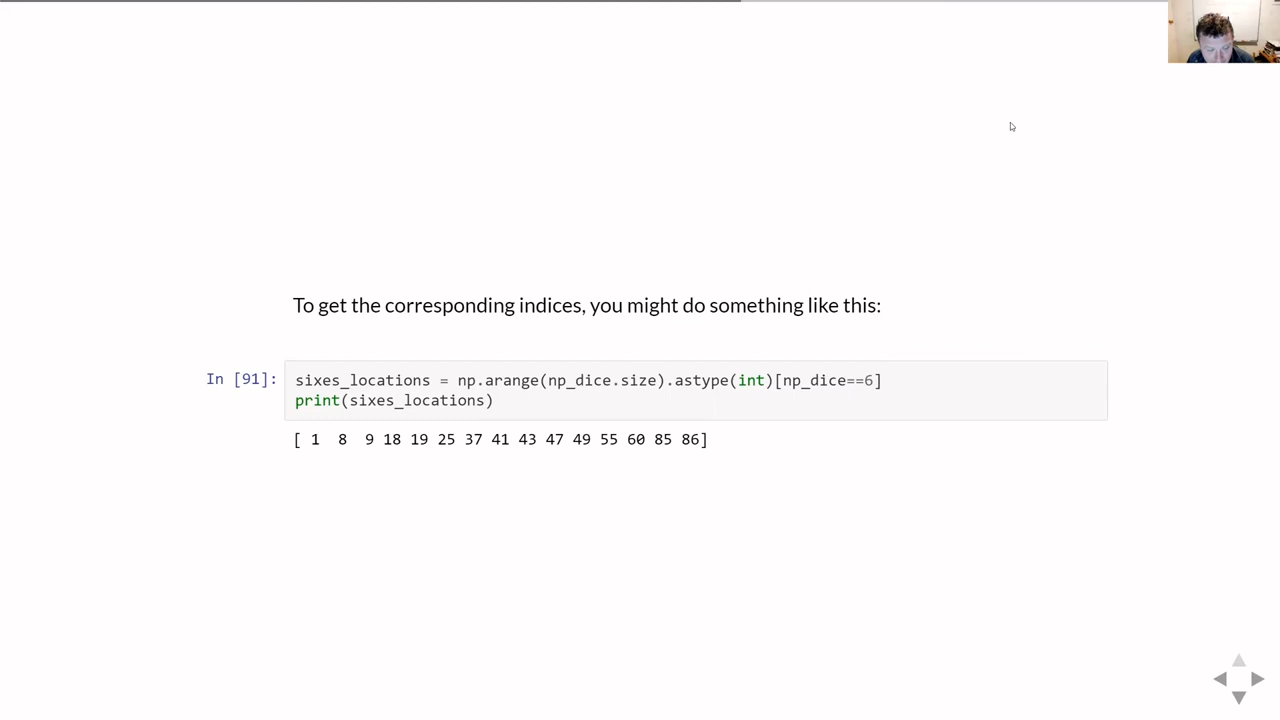 To get the corresponding indices, you might do something like this:
In [91]: sixes_locations = np.arange(np_dice.size).astype(int)[np_dice==6]
print(sixes_locations)
[ 1  8  9 18 19 25 37 41 43 47 49 55 60 85 86]